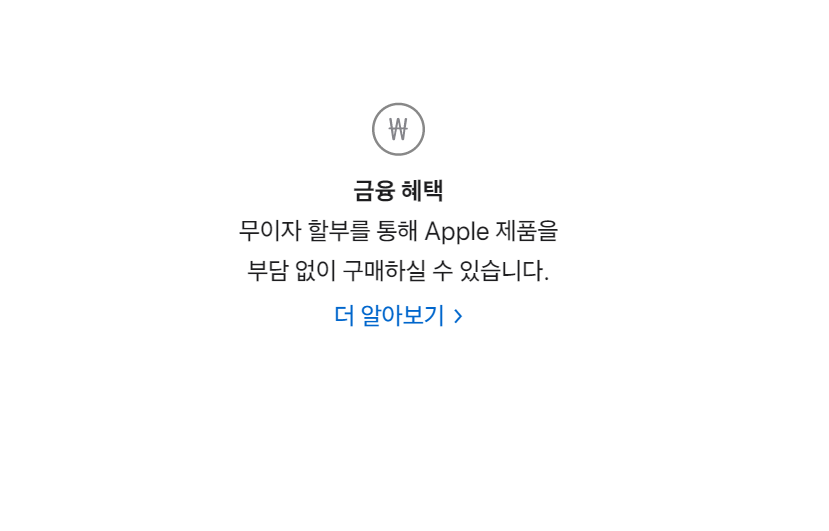 ₩
금융 혜택
무이자 할부를 통해 Apple 제품을
부담 없이 구매하실 수 있습니다.
더 알아보기 >